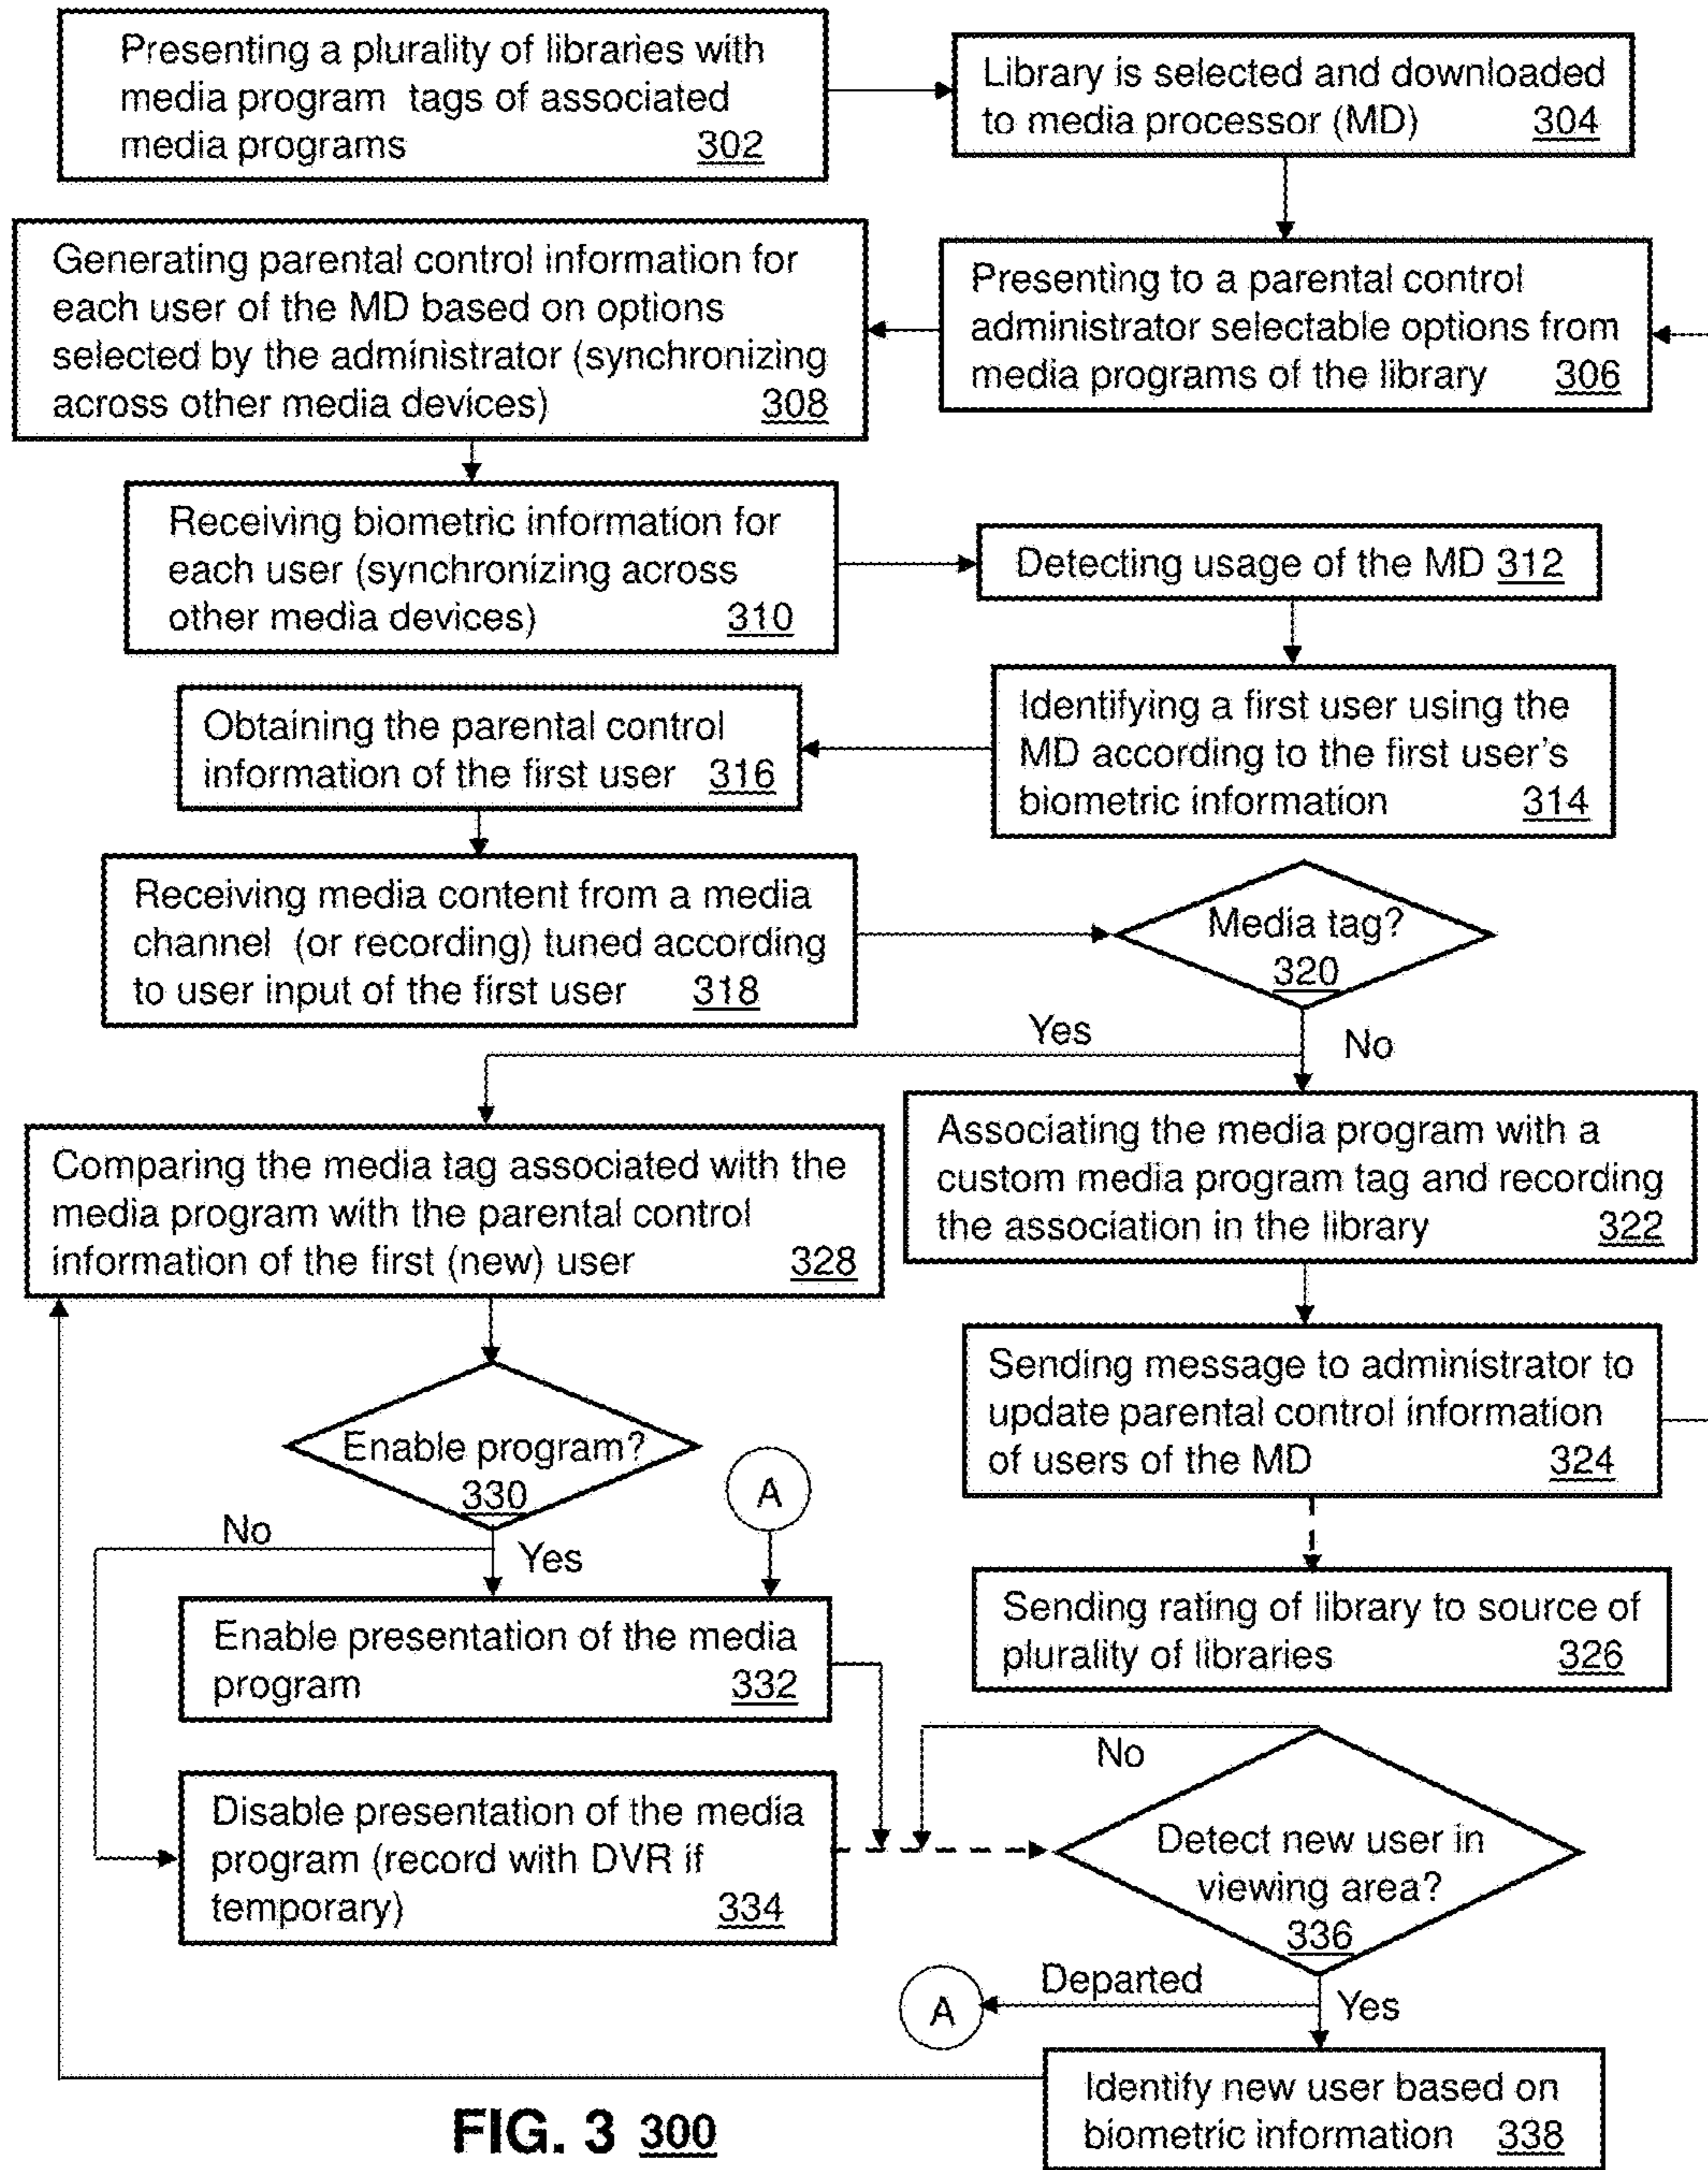 Presenting a plurality of libraries with
media program tags of associated
media programs 302
Library is selected and downloaded
to media processor (MD) 304
Presenting to a parental control
administrator selectable options from
media programs of the library 306
Generating parental control information for
each user of the MD based on options
selected by the administrator (synchronizing
across other media devices) 308
Receiving biometric information for
each user (synchronizing across
other media devices) 310
Detecting usage of the MD 312
Identifying a first user using the
MD according to the first user's
biometric information 314
Obtaining the parental control
information of the first user 316
Receiving media content from a media
channel (or recording) tuned according
to user input of the first user 318
Media tag?
320
Yes
No
Associating the media program with a
custom media program tag and recording
the association in the library 322
Comparing the media tag associated with the
media program with the parental control
information of the first (new) user 328
Sending message to administrator to
update parental control information
of users of the MD 324
Enable program?
330
A
No
Yes
Sending rating of library to source of
plurality of libraries 326
Enable presentation of the media
program 332
No
Disable presentation of the media
program (record with DVR if
temporary) 334
Detect new user in
viewing area?
336
Departed
A
Yes
Identify new user based on
biometric information 338
FIG. 3 300